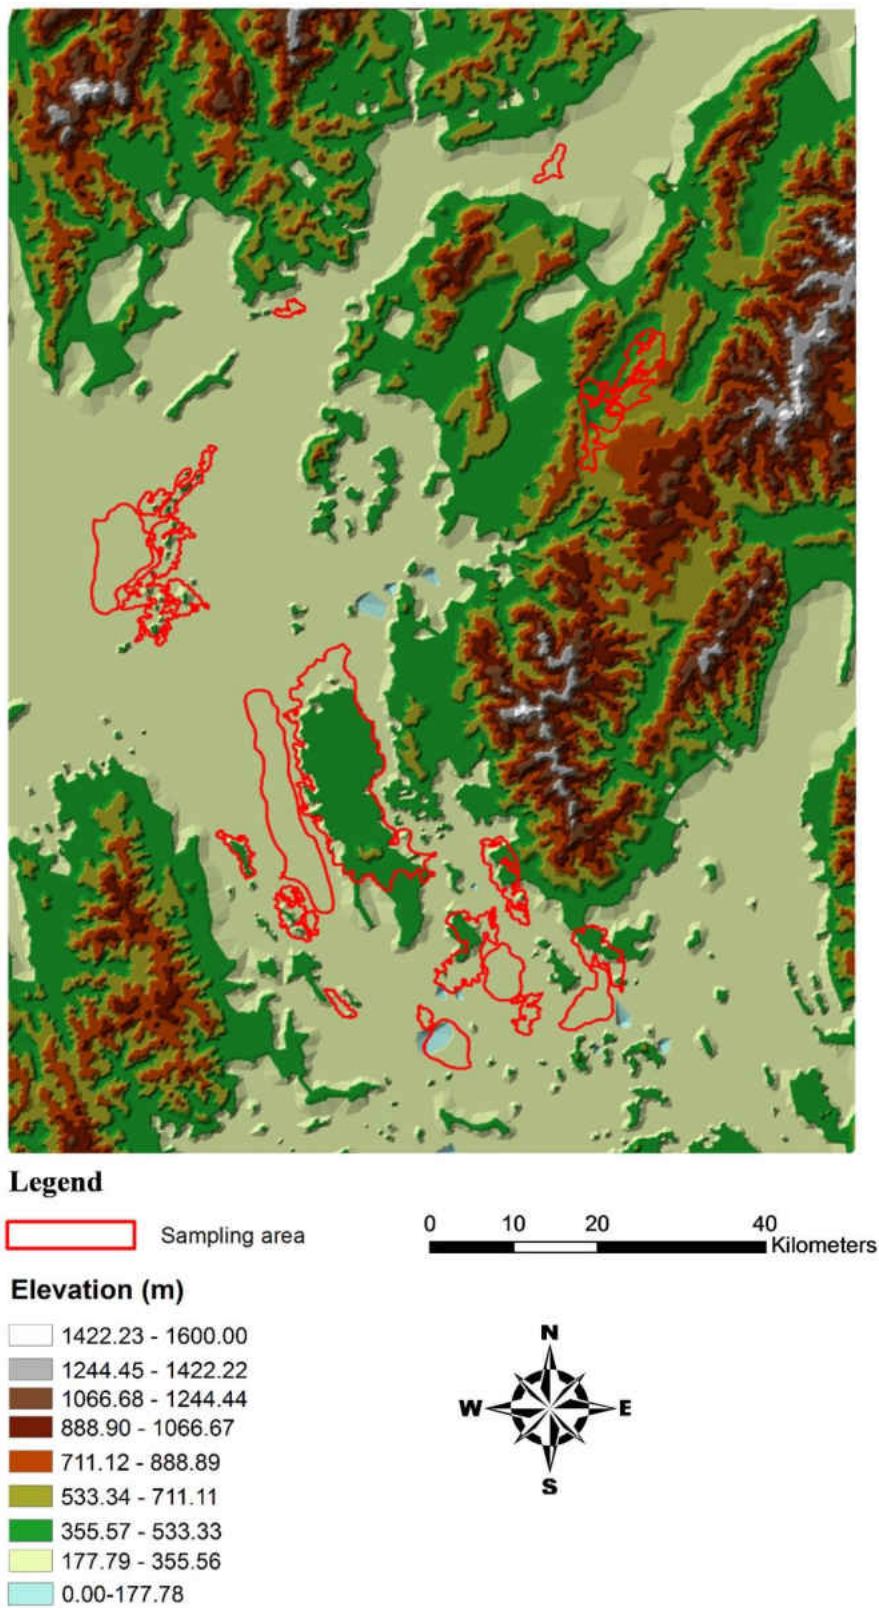 Legend
Sampling area
0 10 20 40
Kilometers
Elevation (m)
1422.23 - 1600.00
1244.45 - 1422.22
1066.68 - 1244.44
888.90 - 1066.67
711.12 - 888.89
533.34 - 711.11
355.57 - 533.33
177.79 - 355.56
0.00-177.78
N
W E
S